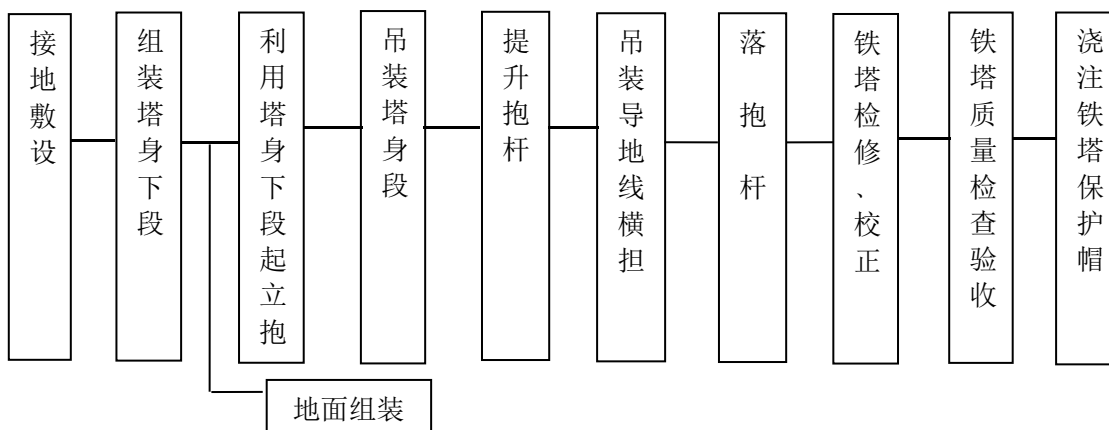 接地敷设
组装塔身下段
利用塔身下段起立抱
吊装塔身段
提升抱杆
吊装导地线横担
落抱杆
铁塔检修、校正
铁塔质量检查验收
浇注铁塔保护帽
地面组装